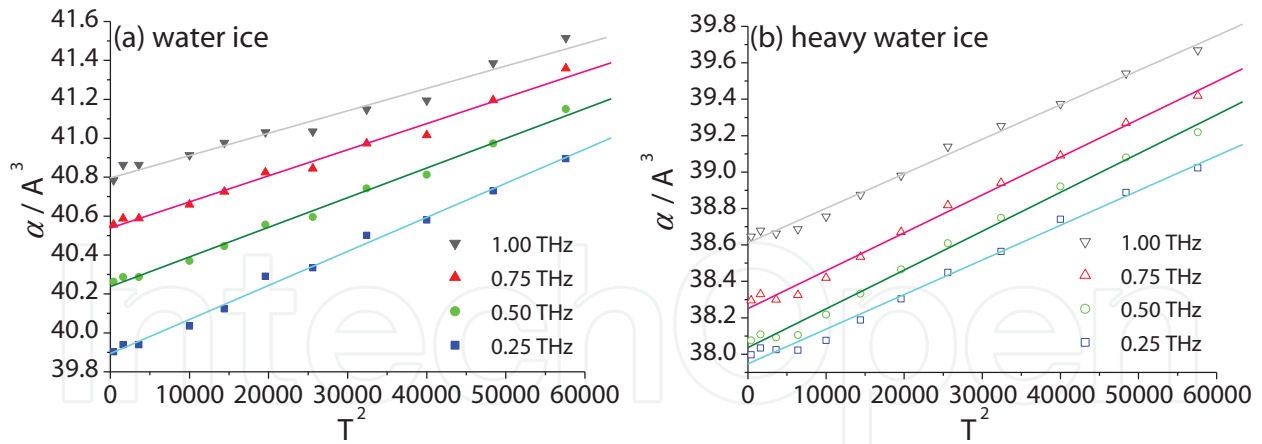 (a) water ice
41.6
41.4
41.2
41.0
40.8
40.6
40.4
40.2
40.0
39.8
α / A³
0 10000 20000 30000 40000 50000 60000
T²
1.00 THz
0.75 THz
0.50 THz
0.25 THz
(b) heavy water ice
39.8
39.6
39.4
39.2
39.0
38.8
38.6
38.4
38.2
38.0
α / A³
0 10000 20000 30000 40000 50000 60000
T²
1.00 THz
0.75 THz
0.50 THz
0.25 THz
IntechOpen